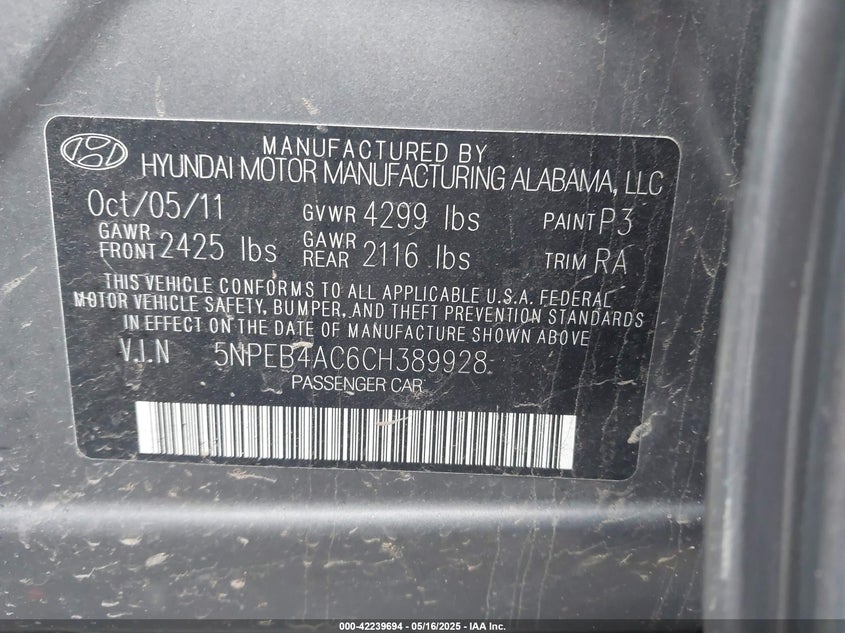 MANUFACTURED BY
HYUNDAI MOTOR MANUFACTURING ALABAMA, LLC
Oct/05/11 GVWR 4299 lbs PAINT P3
GAWR FRONT 2425 lbs GAWR REAR 2116 lbs TRIM RA
THIS VEHICLE CONFORMS TO ALL APPLICABLE U.S.A. FEDERAL
MOTOR VEHICLE SAFETY, BUMPER, AND THEFT PREVENTION STANDARDS
IN EFFECT ON THE DATE OF MANUFACTURE SHOWN ABOVE
V.I.N 5NPEB4AC6CH389928
PASSENGER CAR
000-42239694 - 05/16/2025 - IAA Inc.